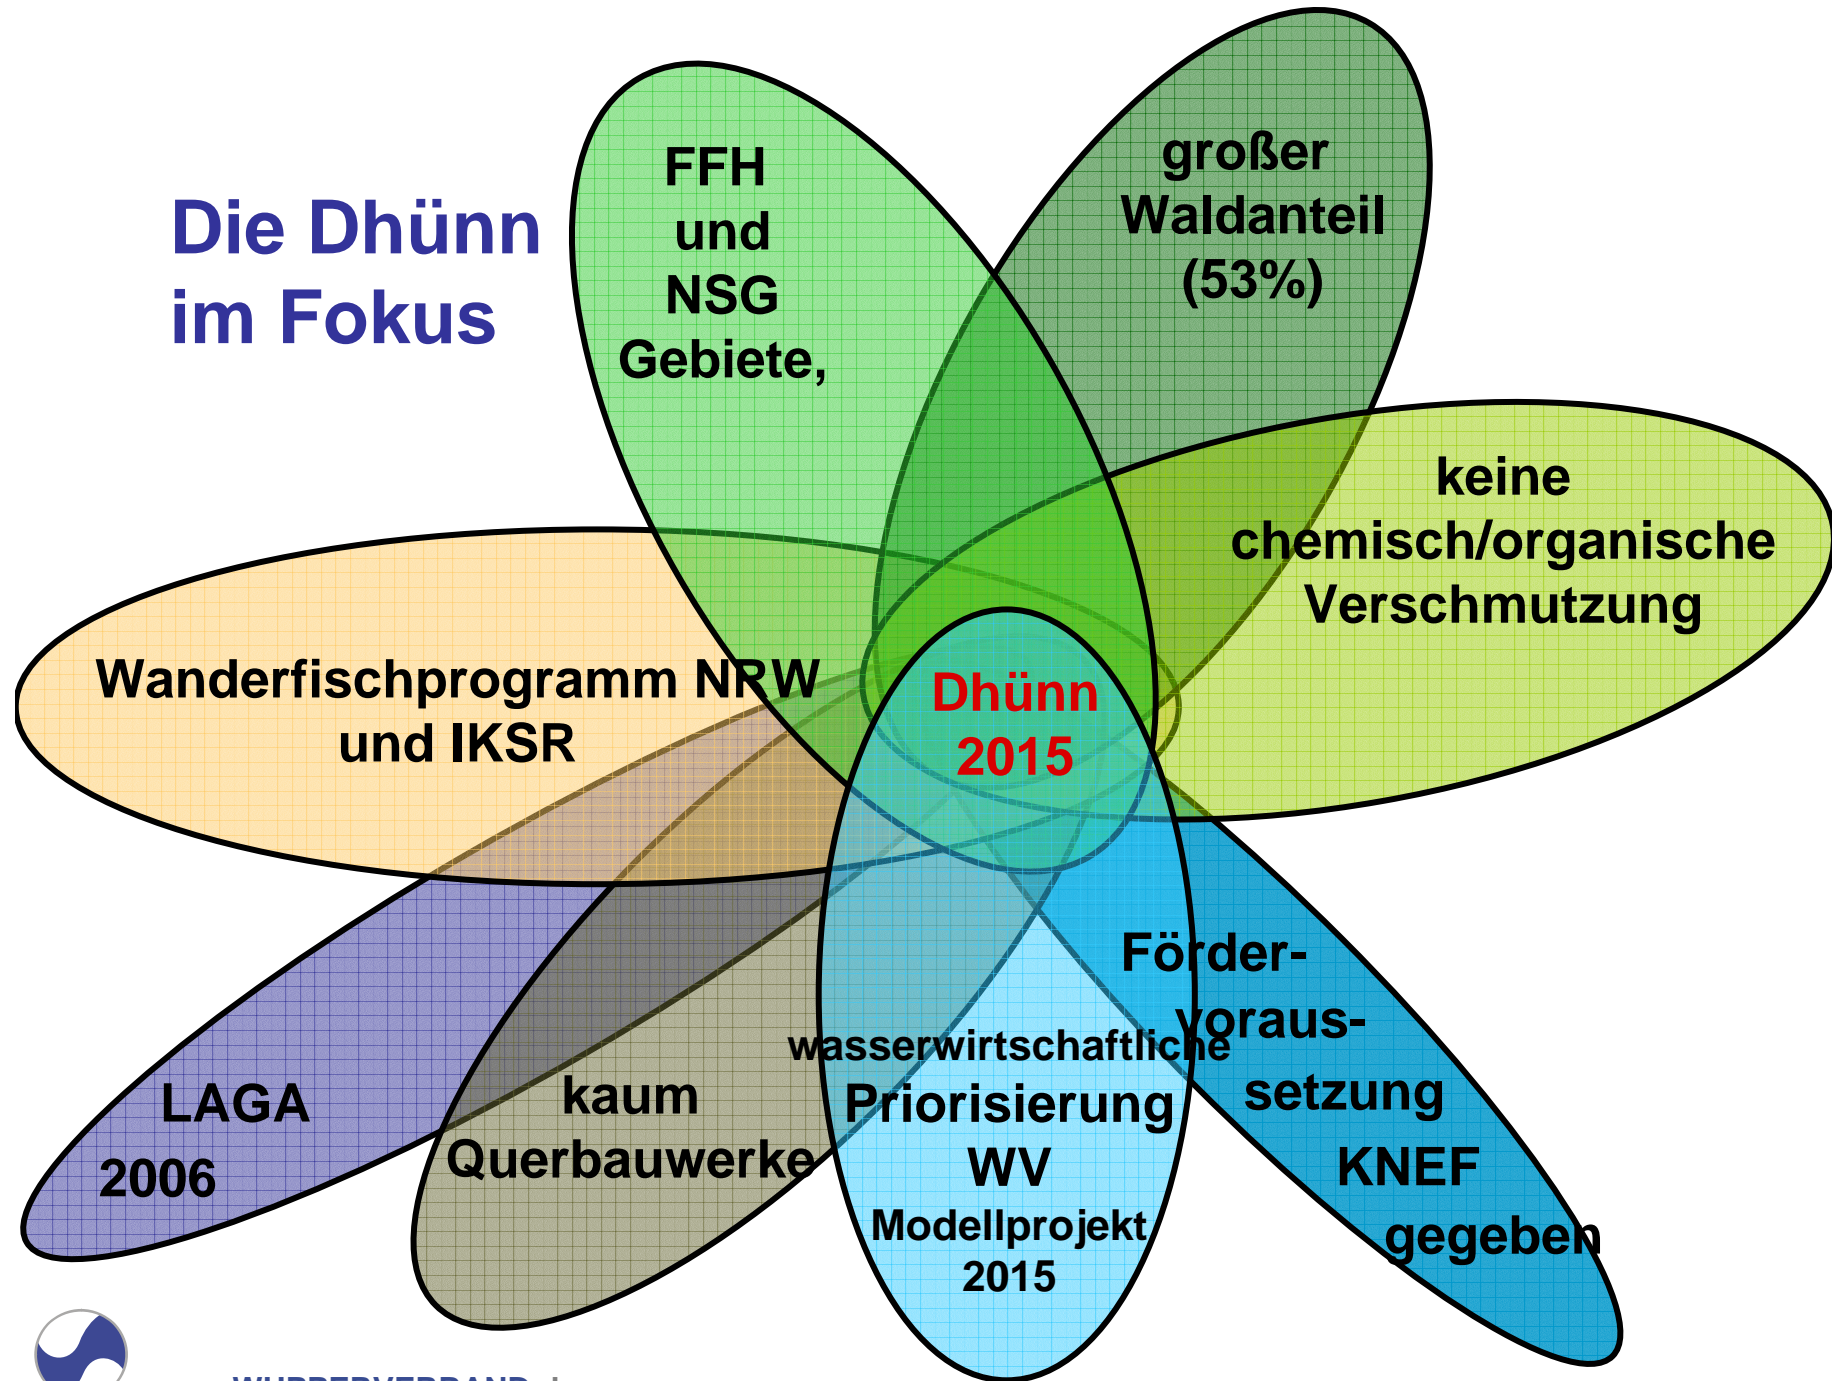 Die Dhünn
im Fokus
FFH
und
NSG
Gebiete,
großer
Waldanteil
(53%)
keine
chemisch/organische
Verschmutzung
Wanderfischprogramm NRW
und IKSR
Dhünn
2015
LAGA
2006
kaum
Querbauwerke
wasserwirtschaftliche
Priorisierung
WV
Modellprojekt
2015
Förder-
voraus-
setzung
KNEF
gegeben
WUPPERVERBAND